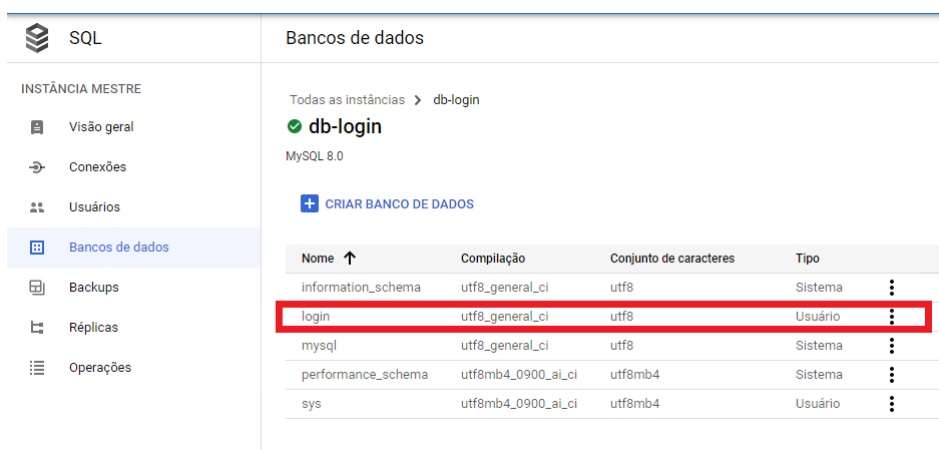 SQL
Bancos de dados
INSTÂNCIA MESTRE
Visão geral
Conexões
Usuários
Bancos de dados
Backups
Réplicas
Operações
Todas as instâncias > db-login
db-login
MySQL 8.0
CRIAR BANCO DE DADOS
Nome ↑ Compilação Conjunto de caracteres Tipo
information_schema utf8_general_ci utf8 Sistema
login utf8_general_ci utf8 Usuário
mysql utf8_general_ci utf8 Sistema
performance_schema utf8mb4_0900_ai_ci utf8mb4 Sistema
sys utf8mb4_0900_ai_ci utf8mb4 Usuário